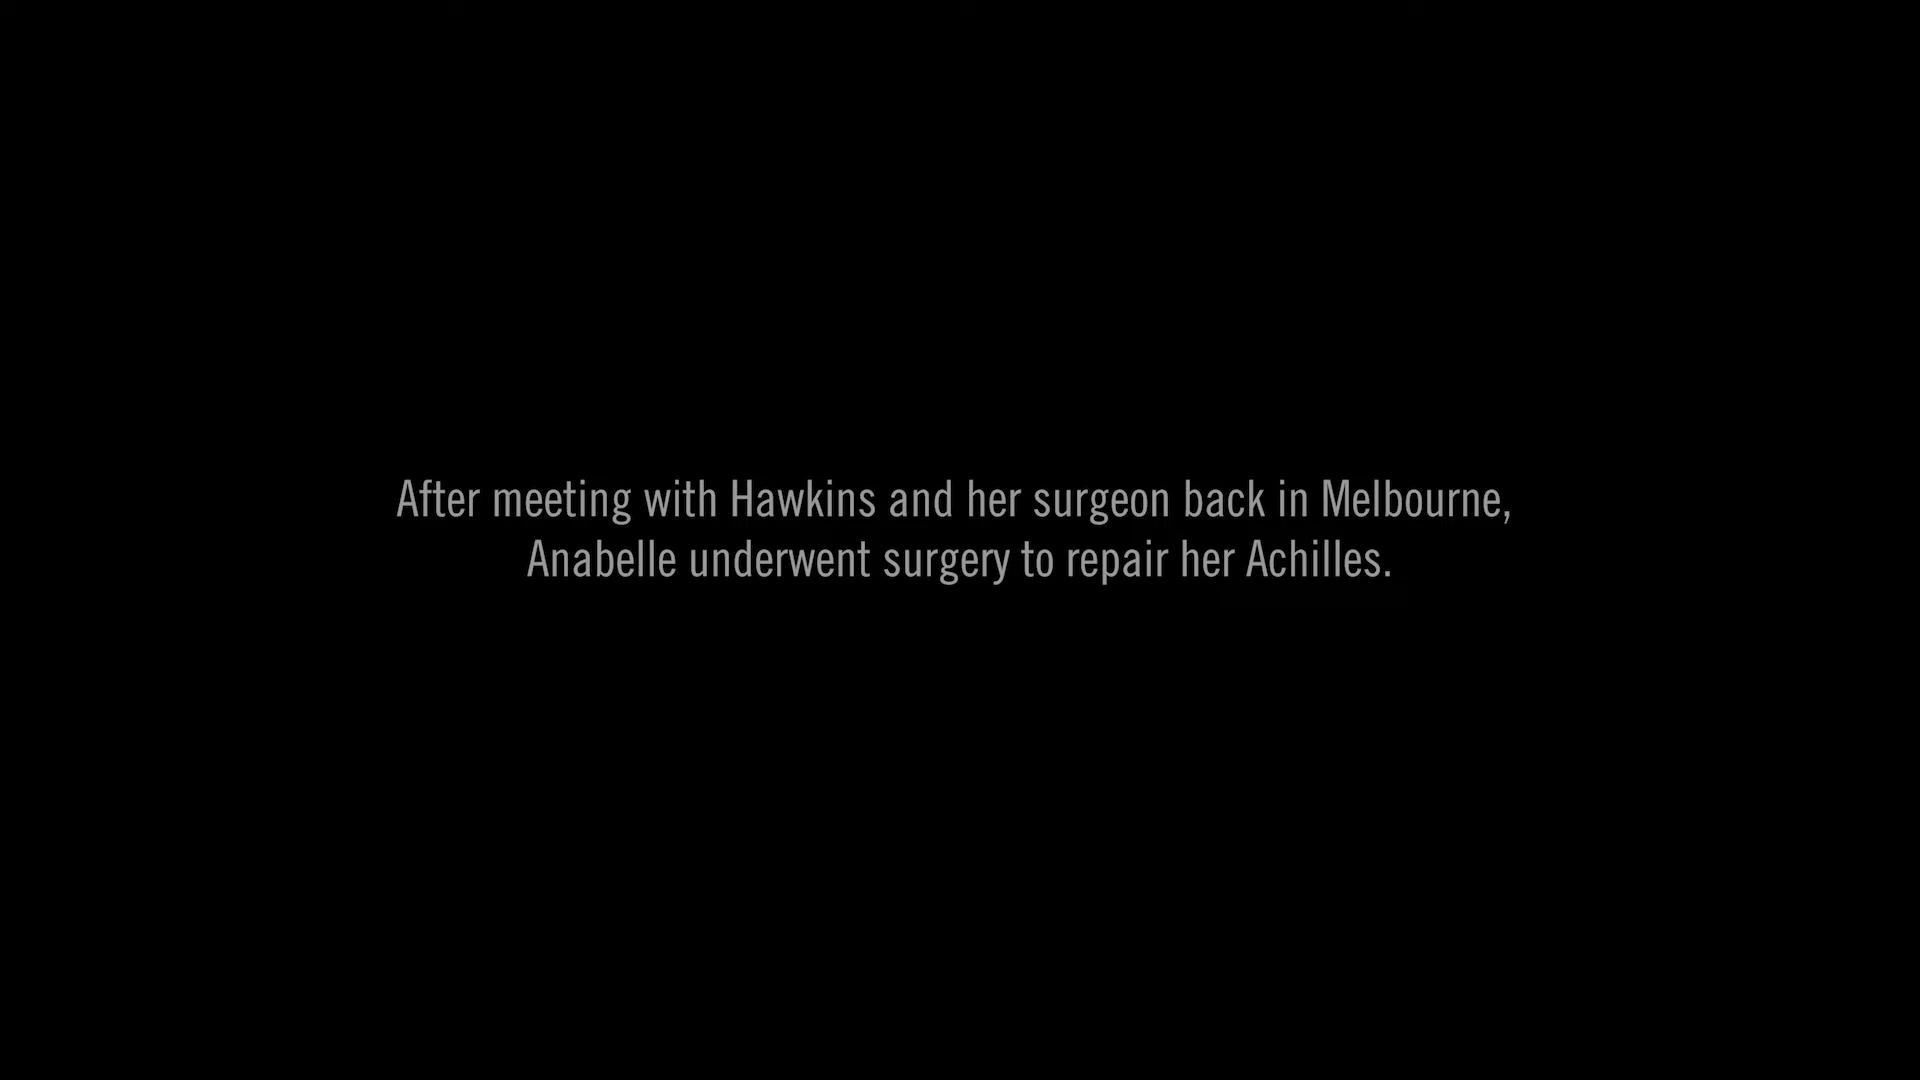 After meeting with Hawkins and her surgeon back in Melbourne,
Anabelle underwent surgery to repair her Achilles.